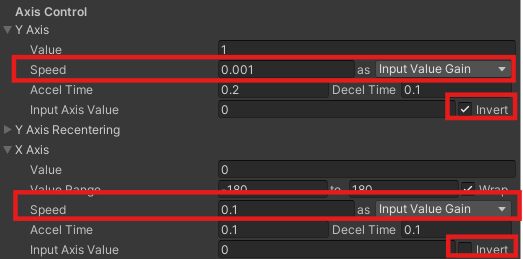 Axis Control
Y Axis
Value 1
Speed 0.001 as Input Value Gain
Accel Time 0.2 Decel Time 0.1
Input Axis Value 0 Invert
Y Axis Recentering
X Axis
Value 0
Value Range -180 to 180 Wrap
Speed 0.1 as Input Value Gain
Accel Time 0.1 Decel Time 0.1
Input Axis Value 0 Invert